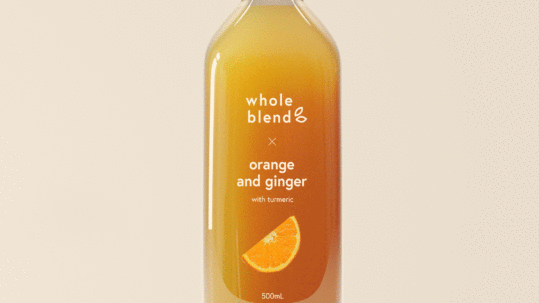 whole
blend
×
orange
and ginger
with turmeric
500mL